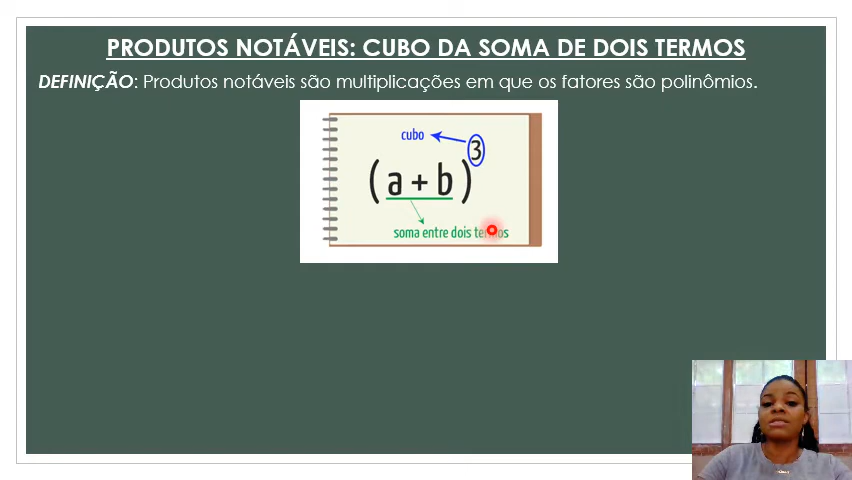 PRODUTOS NOTÁVEIS: CUBO DA SOMA DE DOIS TERMOS
DEFINIÇÃO: Produtos notáveis são multiplicações em que os fatores são polinômios.
cubo
(a + b)³
soma entre dois termos